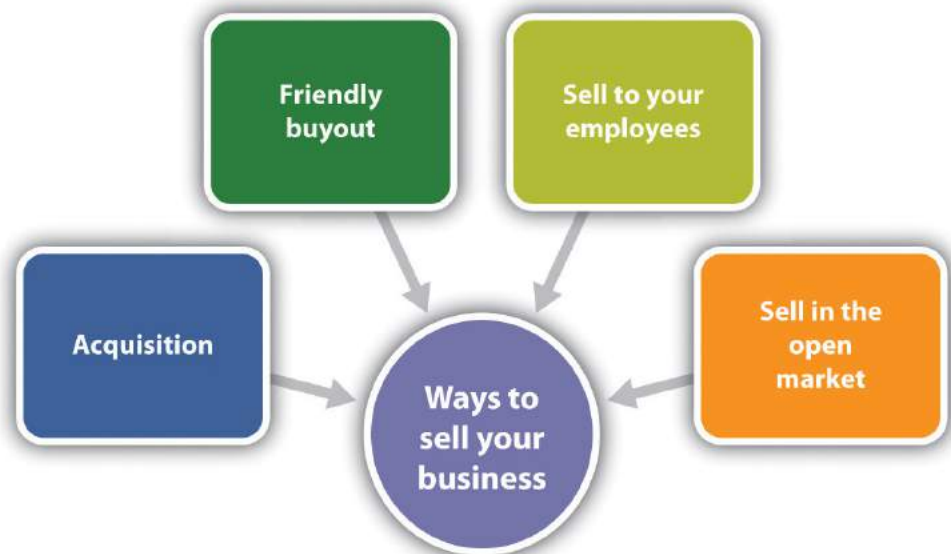 Friendly
buyout
Sell to your
employees
Acquisition
Sell in the
open
market
Ways to
sell your
business